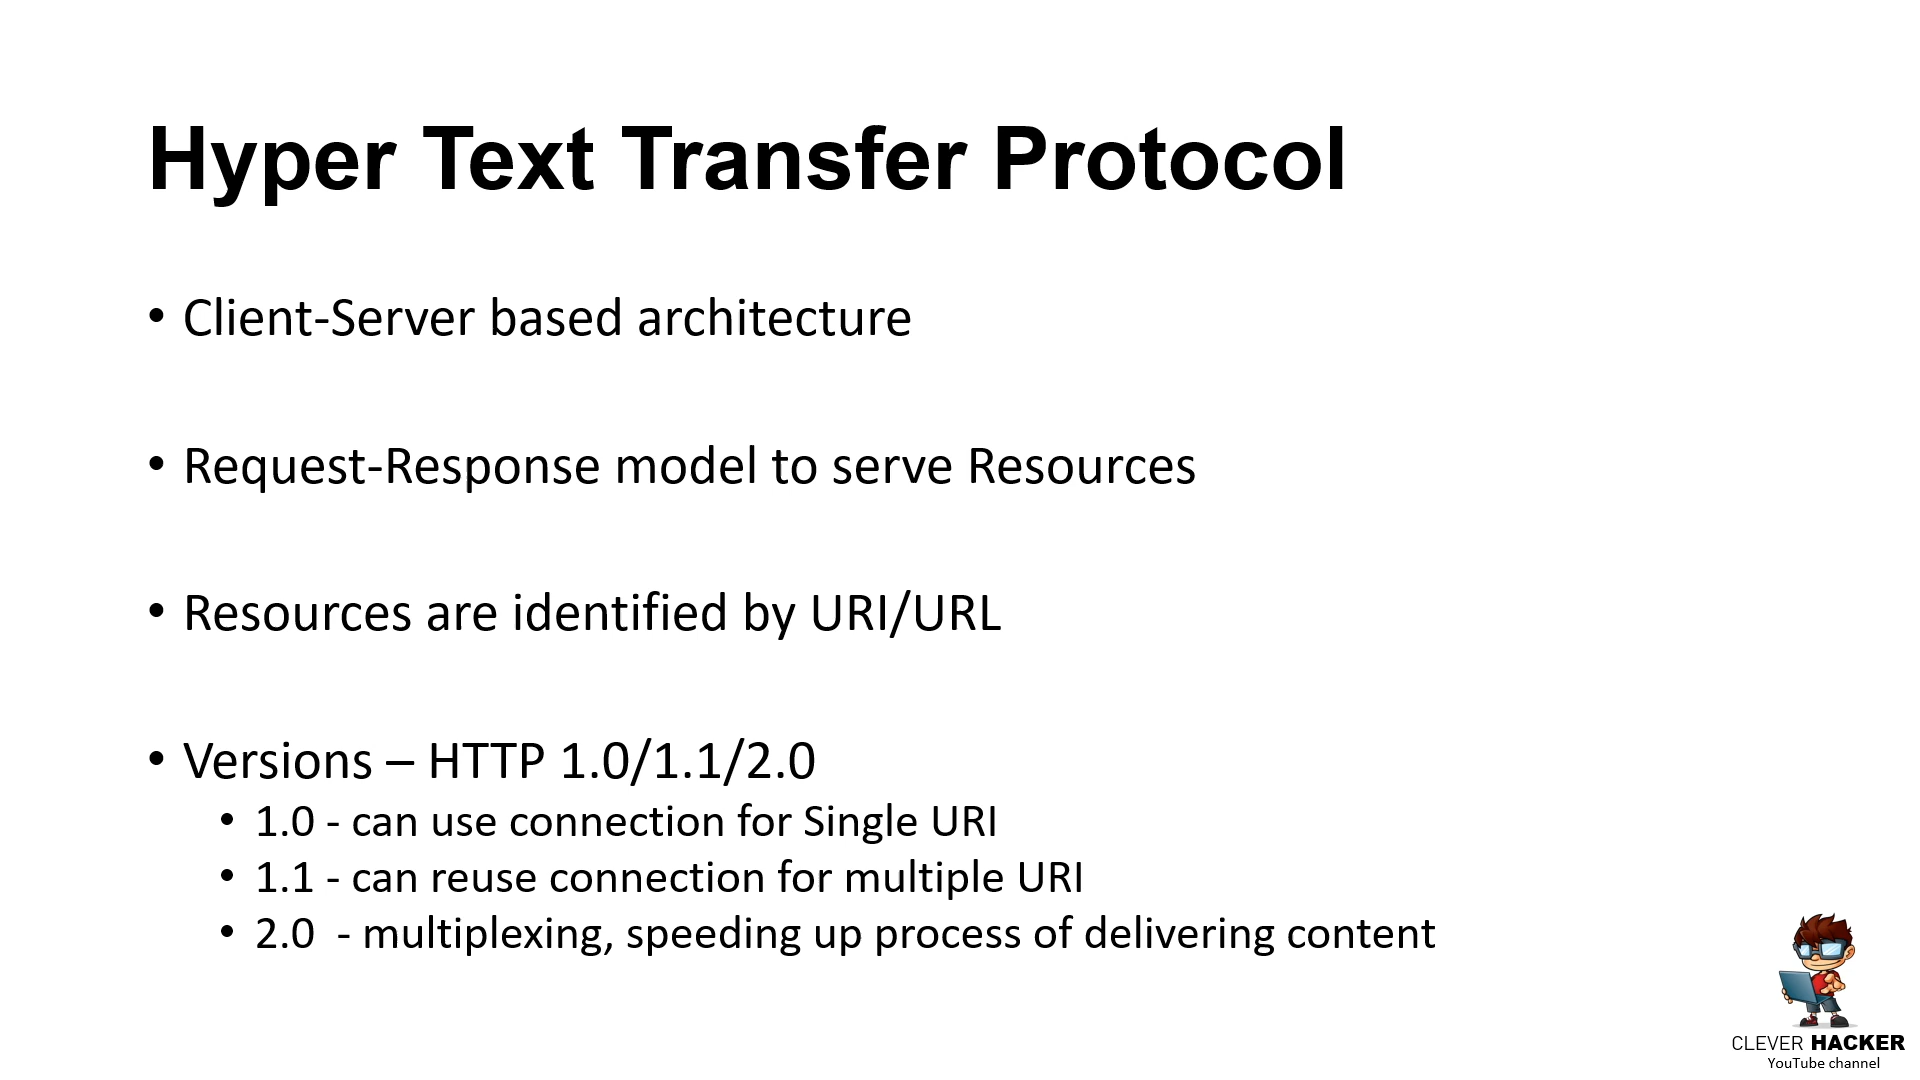 Hyper Text Transfer Protocol
• Client-Server based architecture
• Request-Response model to serve Resources
• Resources are identified by URI/URL
• Versions – HTTP 1.0/1.1/2.0
• 1.0 - can use connection for Single URI
• 1.1 - can reuse connection for multiple URI
• 2.0  - multiplexing, speeding up process of delivering content
CLEVER HACKER
YouTube channel